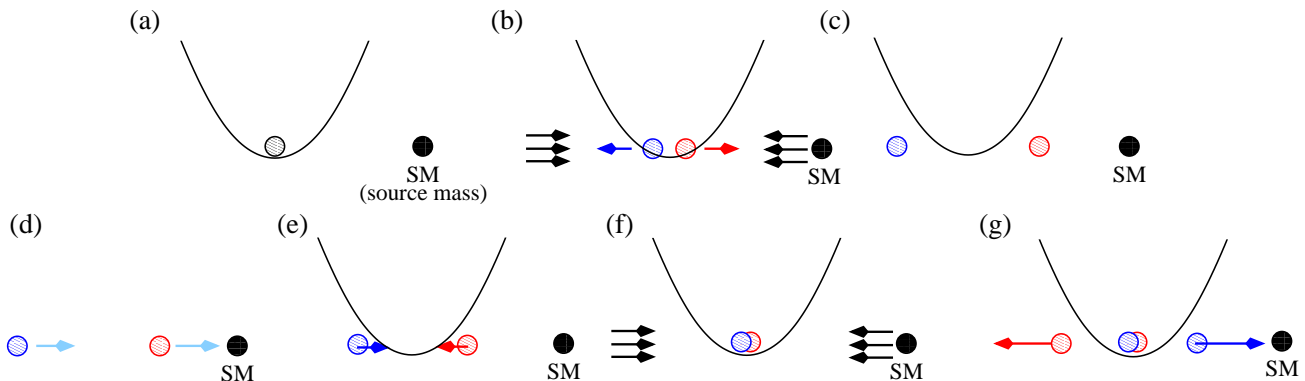 (a)
(b)
(c)
SM
(source mass)
SM
SM
(d)
(e)
(f)
(g)
SM
SM
SM
SM